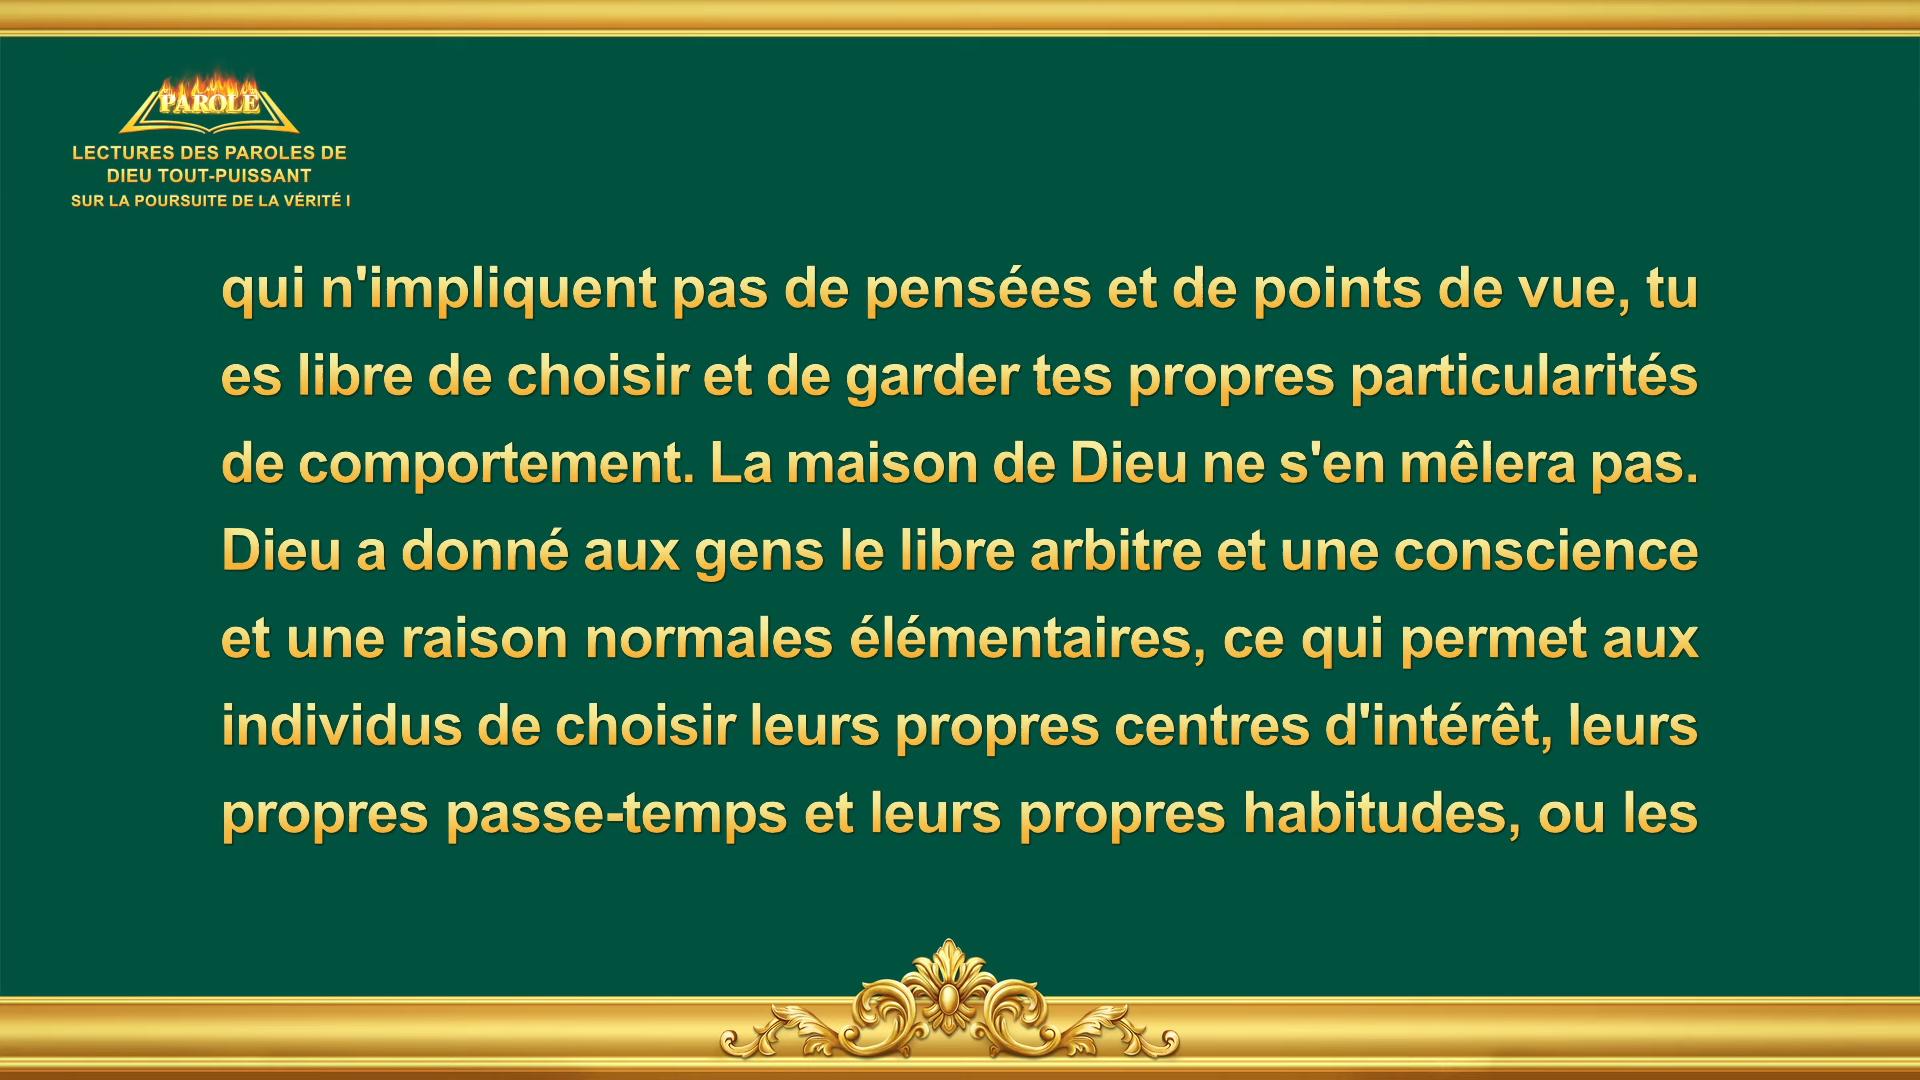 PAROLE
LECTURES DES PAROLES DE
DIEU TOUT-PUISSANT
SUR LA POURSUITE DE LA VÉRITÉ I
qui n'impliquent pas de pensées et de points de vue, tu
es libre de choisir et de garder tes propres particularités
de comportement. La maison de Dieu ne s'en mêlera pas.
Dieu a donné aux gens le libre arbitre et une conscience
et une raison normales élémentaires, ce qui permet aux
individus de choisir leurs propres centres d'intérêt, leurs
propres passe-temps et leurs propres habitudes, ou les